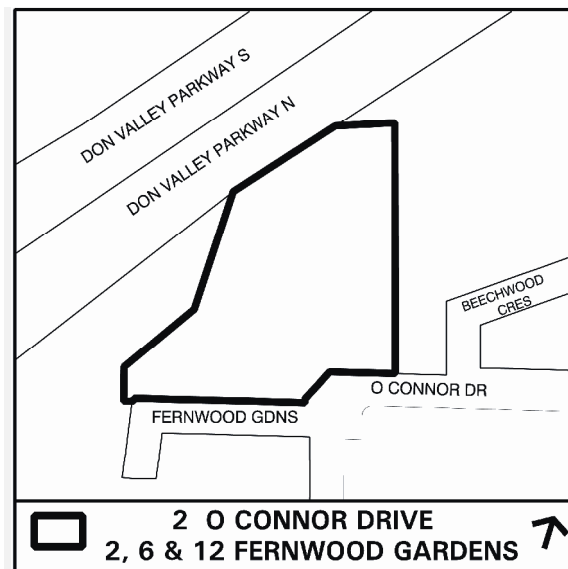 DON VALLEY PARKWAY S
DON VALLEY PARKWAY N
BEECHWOOD
CRES
O CONNOR DR
FERNWOOD GDNS
2 O CONNOR DRIVE
2, 6 & 12 FERNWOOD GARDENS